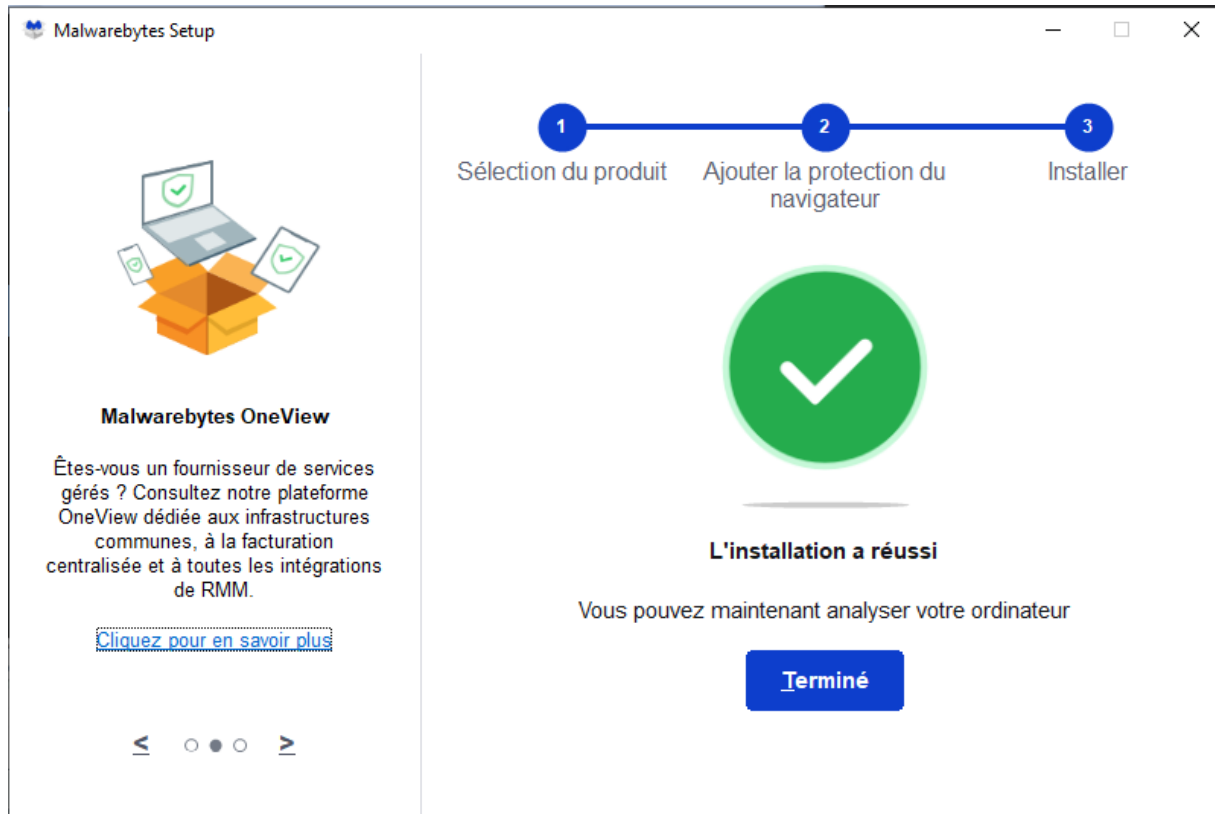 Malwarebytes Setup
1
2
3
Sélection du produit
Ajouter la protection du
navigateur
Installer
Malwarebytes OneView
Êtes-vous un fournisseur de services
gérés ? Consultez notre plateforme
OneView dédiée aux infrastructures
communes, à la facturation
centralisée et à toutes les intégrations
de RMM.
Cliquez pour en savoir plus
<
>
L'installation a réussi
Vous pouvez maintenant analyser votre ordinateur
Terminé